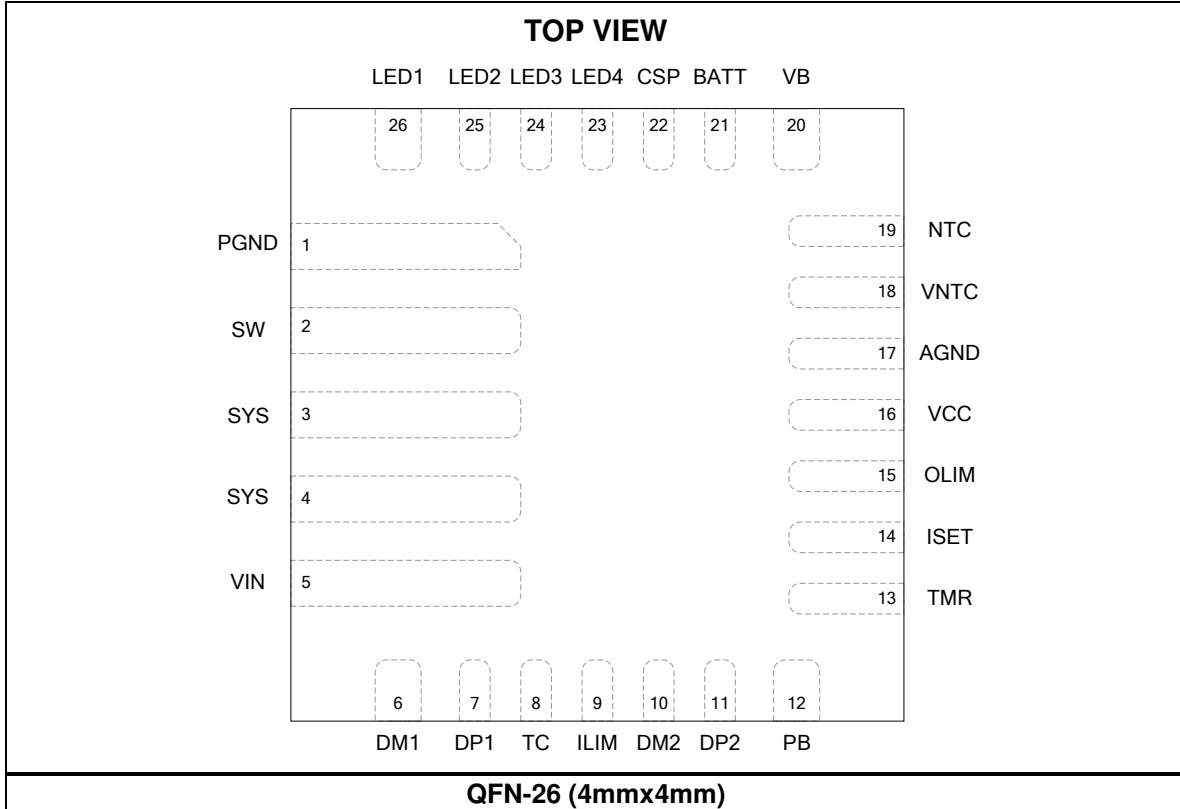 TOP VIEW
LED1 LED2 LED3 LED4 CSP BATT VB
26 25 24 23 22 21 20
PGND 1
19 NTC
18 VNTC
SW 2
17 AGND
SYS 3
16 VCC
15 OLIM
SYS 4
14 ISET
VIN 5
13 TMR
6 7 8 9 10 11 12
DM1 DP1 TC ILIM DM2 DP2 PB
QFN-26 (4mmx4mm)